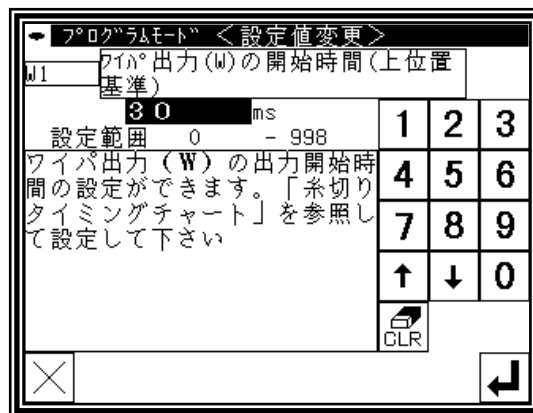 ﾌﾟﾛｸﾞﾗﾑﾓｰﾄﾞ <設定値変更>
W1
ﾜｲﾊﾟ出力(W)の開始時間(上位置
基準)
30 ms
設定範囲 0 - 998
ワイパ出力(W)の出力開始時
間の設定ができます。「糸切り
タイミングチャート」を参照し
て設定して下さい
1 2 3
4 5 6
7 8 9
↑ ↓ 0
CLR